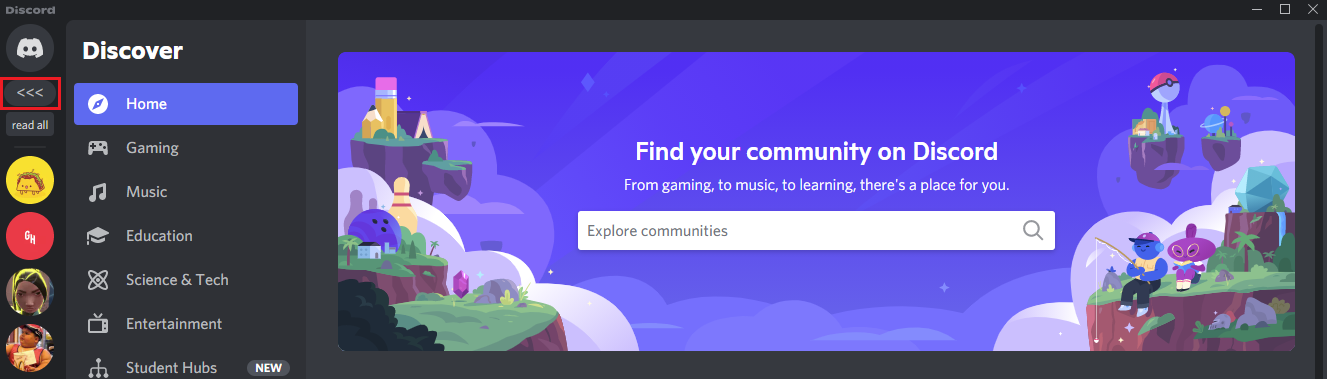 Discord
<<<
read all
GH
Discover
Home
Gaming
Music
Education
Science & Tech
Entertainment
Student Hubs NEW
Find your community on Discord
From gaming, to music, to learning, there's a place for you.
Explore communities